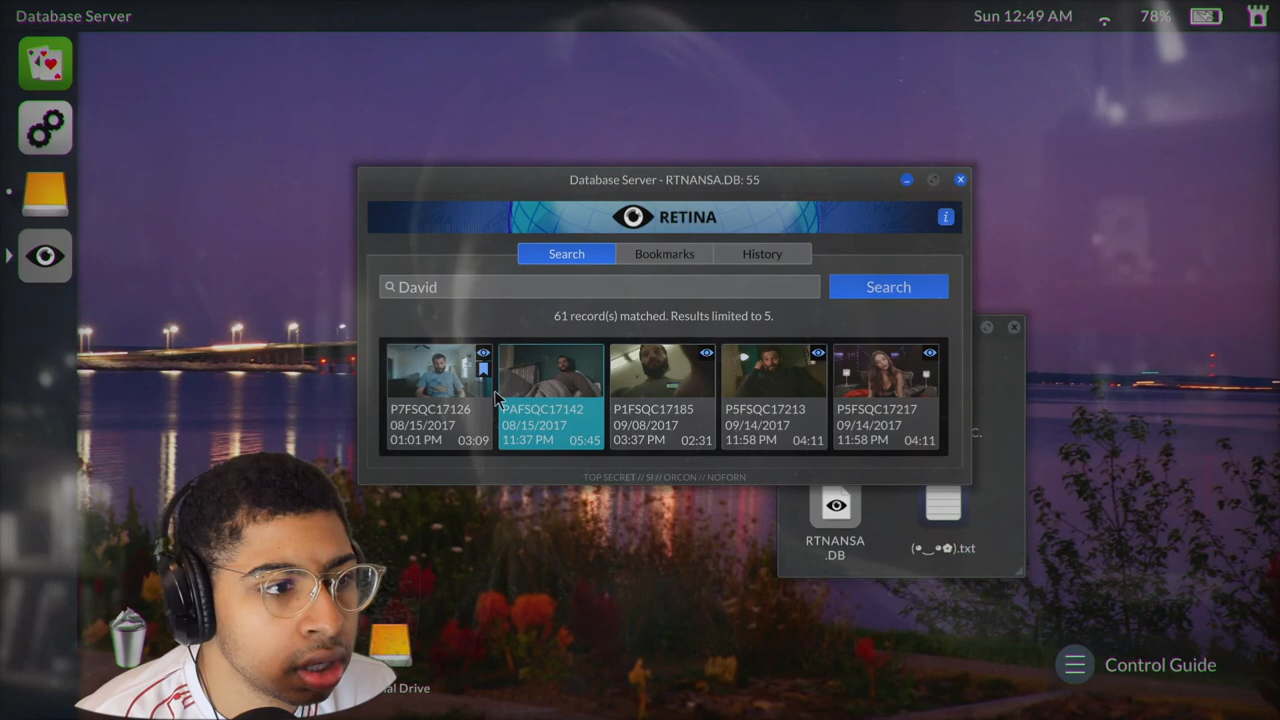 Database Server
Sun 12:49 AM
78%
Database Server - RTNANSA.DB: 55
RETINA
i
Search
Bookmarks
History
David
Search
61 record(s) matched. Results limited to 5.
P7FSQC17126
08/15/2017
01:01 PM 03:09
PAFSQC17142
08/15/2017
11:37 PM 05:45
P1FSQC17185
09/08/2017
03:37 PM 02:31
P5FSQC17213
09/14/2017
11:58 PM 04:11
P5FSQC17217
09/14/2017
11:58 PM 04:11
TOP SECRET // SI // ORCON // NOFORN
c.
RTNANSA
.DB
(•‿•✿).txt
Drive
Control Guide